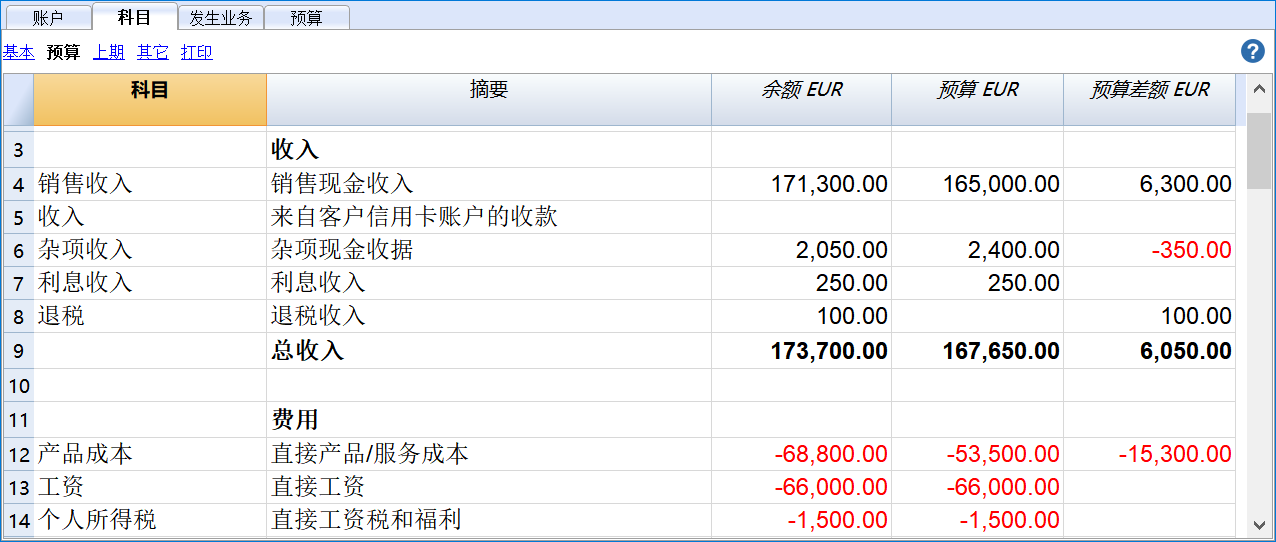 账户 科目 发生业务 预算
基本 预算 上期 其它 打印 ?
科目 摘要 余额 EUR 预算 EUR 预算差额 EUR
3 收入
4 销售收入 销售现金收入 171,300.00 165,000.00 6,300.00
5 收入 来自客户信用卡账户的收款
6 杂项收入 杂项现金收据 2,050.00 2,400.00 -350.00
7 利息收入 利息收入 250.00 250.00
8 退税 退税收入 100.00 100.00
9 总收入 173,700.00 167,650.00 6,050.00
10
11 费用
12 产品成本 直接产品/服务成本 -68,800.00 -53,500.00 -15,300.00
13 工资 直接工资 -66,000.00 -66,000.00
14 个人所得税 直接工资税和福利 -1,500.00 -1,500.00